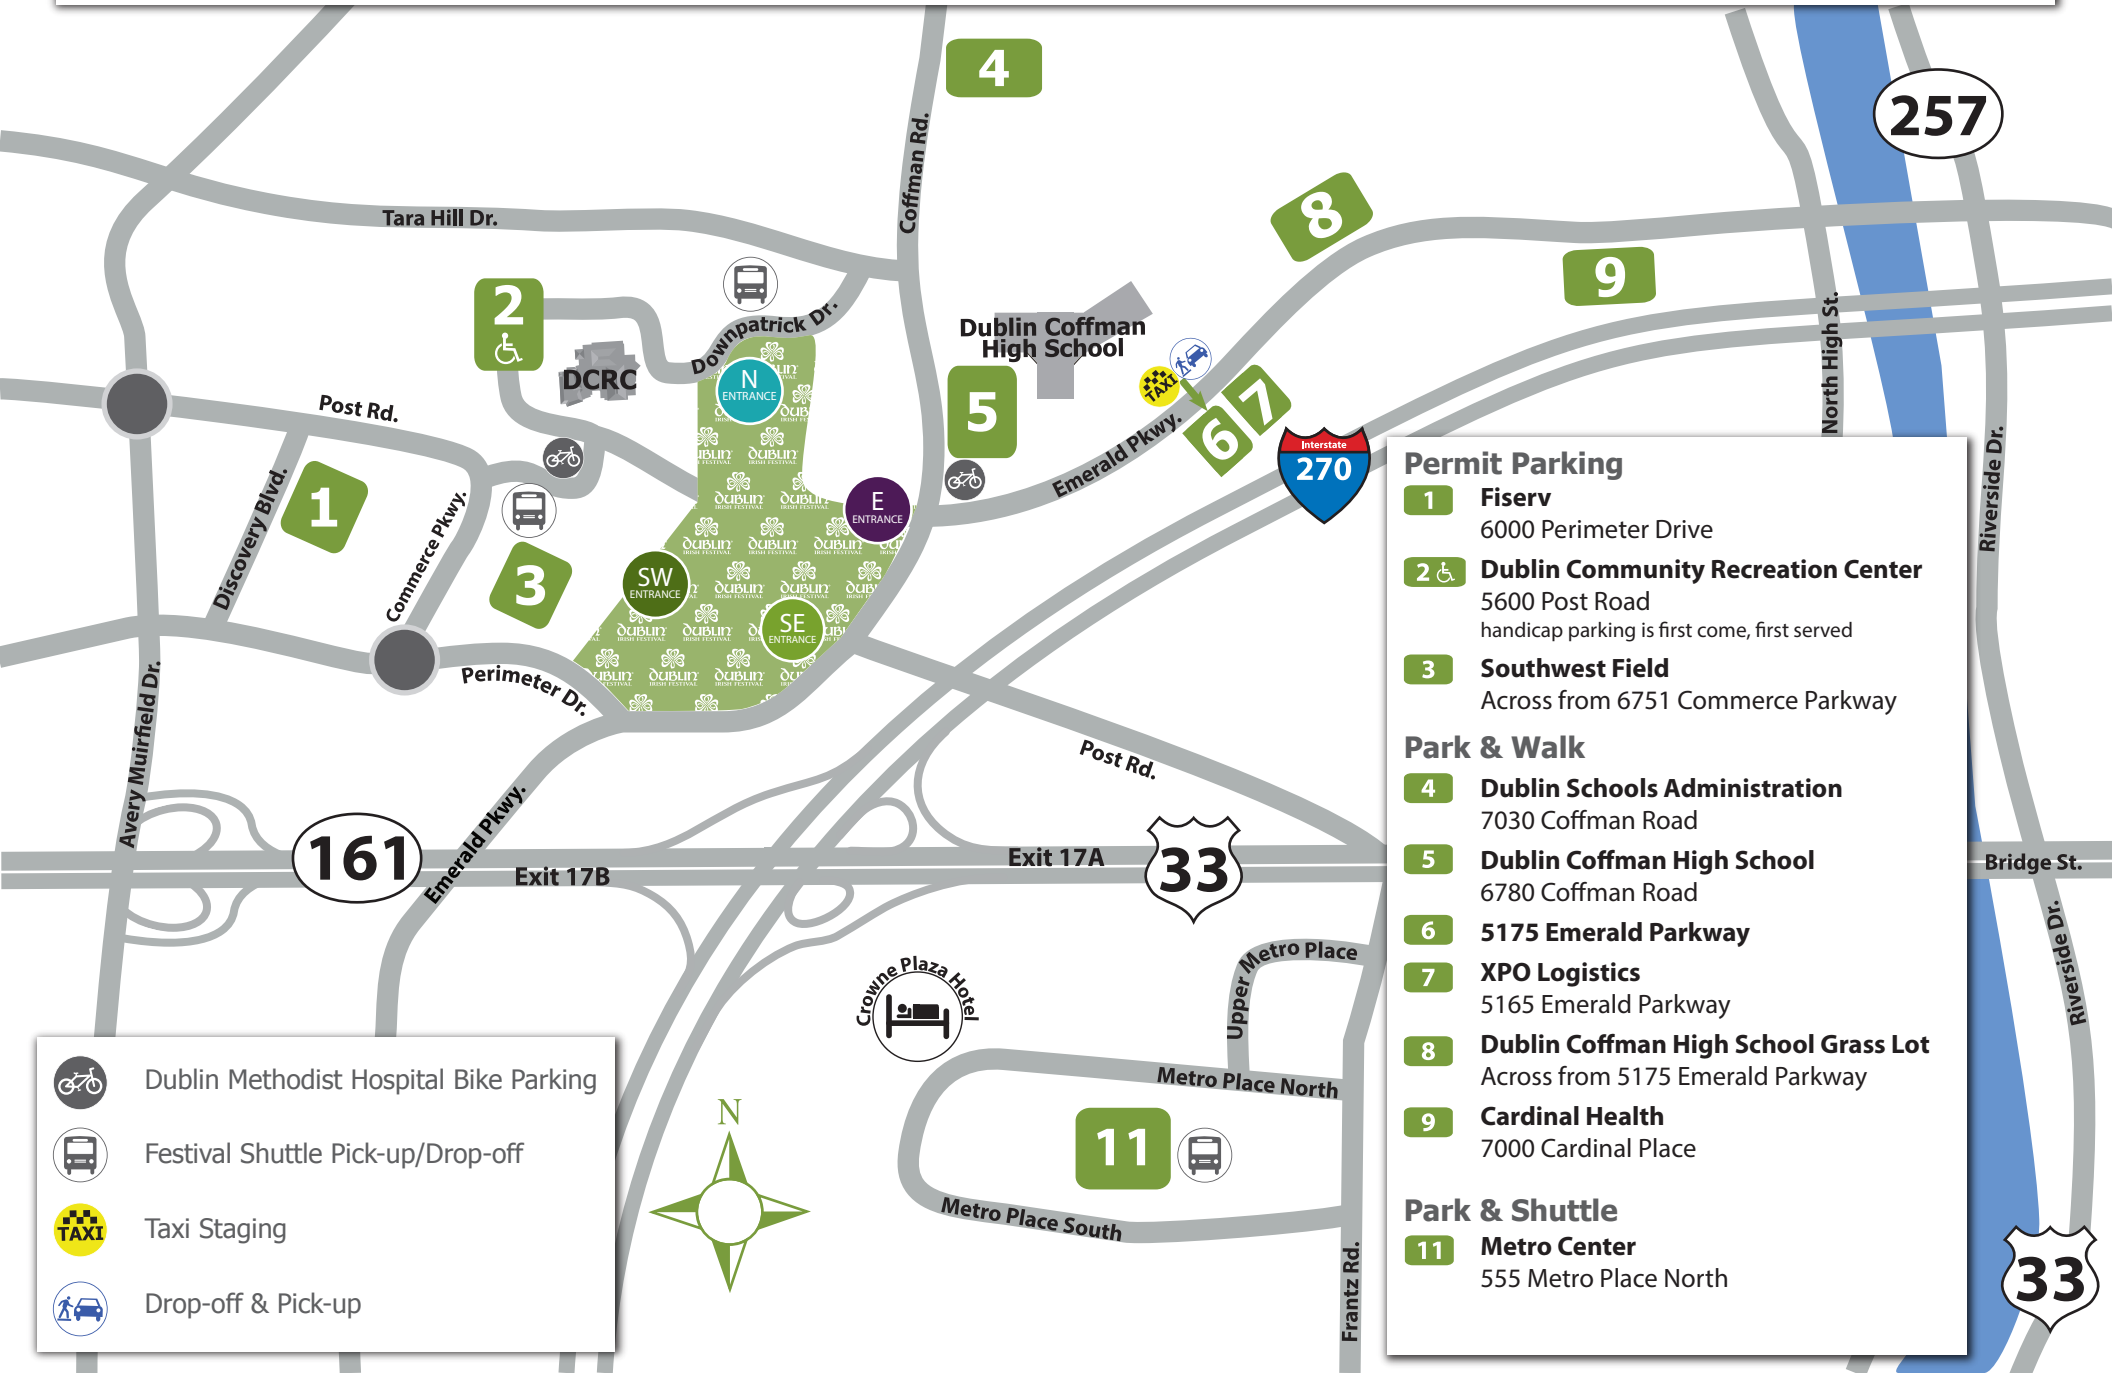 4
257
Coffman Rd.
Tara Hill Dr.
8
9
2
Downpatrick Dr.
Dublin Coffman
High School
DCRC
N
ENTRANCE
TAXI
5
6
7
North High St.
Post Rd.
Emerald Pkwy.
Interstate
270
Riverside Dr.
1
Discovery Blvd.
Commerce Pkwy.
3
E
ENTRANCE
SW
ENTRANCE
SE
ENTRANCE
DUBLIN
IRISH FESTIVAL
Perimeter Dr.
Avery Muirfield Dr.
Post Rd.
161
Emerald Pkwy.
Exit 17B
Exit 17A
33
Bridge St.
Riverside Dr.
Crowne Plaza Hotel
Upper Metro Place
Metro Place North
11
Metro Place South
Frantz Rd.
33
N
Permit Parking
1 Fiserv
6000 Perimeter Drive
2 Dublin Community Recreation Center
5600 Post Road
handicap parking is first come, first served
3 Southwest Field
Across from 6751 Commerce Parkway
Park & Walk
4 Dublin Schools Administration
7030 Coffman Road
5 Dublin Coffman High School
6780 Coffman Road
6 5175 Emerald Parkway
7 XPO Logistics
5165 Emerald Parkway
8 Dublin Coffman High School Grass Lot
Across from 5175 Emerald Parkway
9 Cardinal Health
7000 Cardinal Place
Park & Shuttle
11 Metro Center
555 Metro Place North
Dublin Methodist Hospital Bike Parking
Festival Shuttle Pick-up/Drop-off
TAXI Taxi Staging
Drop-off & Pick-up